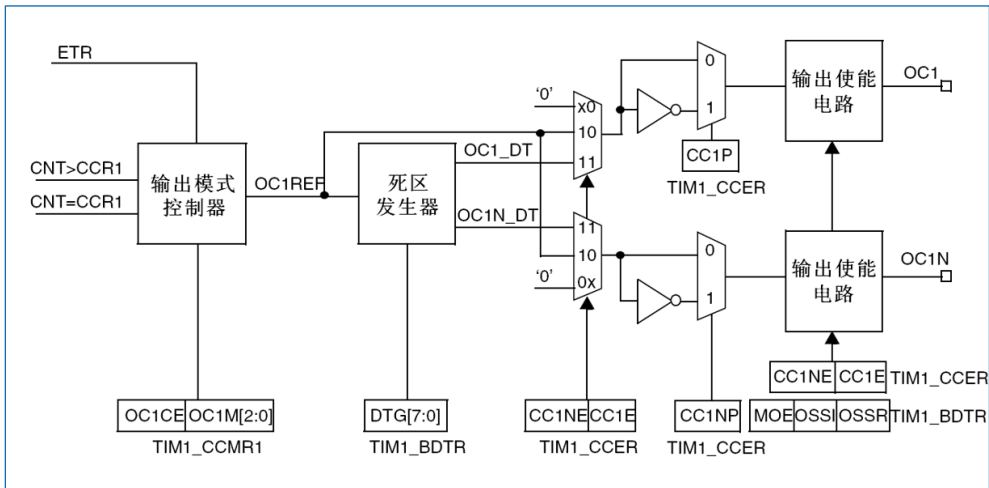 ETR
CNT>CCR1
CNT=CCR1
输出模式
控制器
OC1REF
死区
发生器
OC1_DT
OC1N_DT
‘0’
x0
10
11
11
10
0x
‘0’
0
1
CC1P
TIM1_CCER
0
1
输出使能
电路
OC1
输出使能
电路
OC1N
OC1CE OC1M[2:0]
TIM1_CCMR1
DTG[7:0]
TIM1_BDTR
CC1NE CC1E
TIM1_CCER
CC1NP
TIM1_CCER
CC1NE CC1E TIM1_CCER
MOE OSSI OSSR TIM1_BDTR